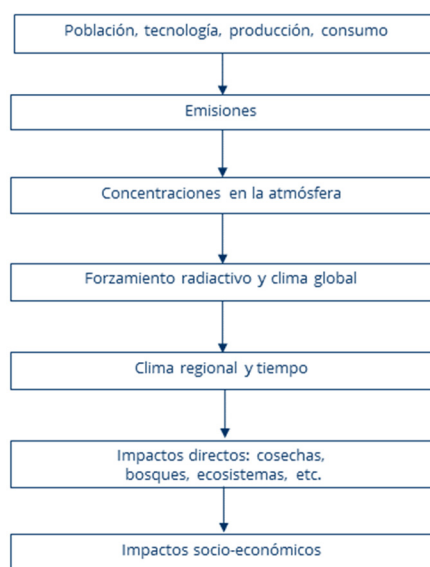 Población, tecnología, producción, consumo
Emisiones
Concentraciones en la atmósfera
Forzamiento radiactivo y clima global
Clima regional y tiempo
Impactos directos: cosechas,
bosques, ecosistemas, etc.
Impactos socio-económicos